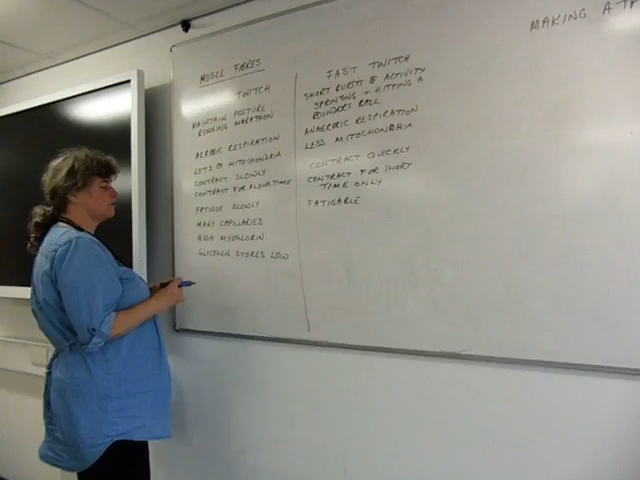 MUSCLE FIBRES
TWITCH
MAINTAIN POSTURE
RUNNING MARATHON
AEROBIC RESPIRATION
LOTS OF MITOCHONDRIA
CONTRACT SLOWLY
CONTRACT FOR A LONG TIME
FATIGUE SLOWLY
MANY CAPILLARIES
HIGH MYOGLOBIN
GLYCOGEN STORES LOW
FAST TWITCH
SHORT BURSTS OF ACTIVITY
SPRINTING + HITTING A
ROUNDERS BALL
ANAEROBIC RESPIRATION
LESS MITOCHONDRIA
CONTRACT QUICKLY
CONTRACT FOR SHORT
TIME ONLY
FATIGABLE
MAKING ATP